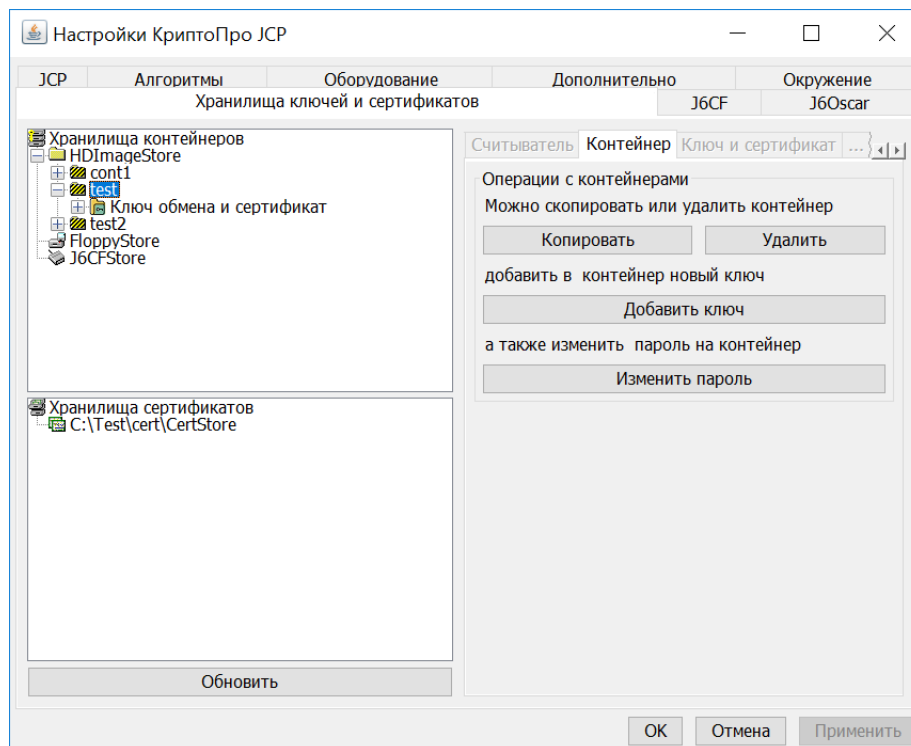 Настройки КриптоПро JCP
JCP Алгоритмы Оборудование Дополнительно Окружение
Хранилища ключей и сертификатов J6CF J6Oscar
Хранилища контейнеров
HDImageStore
cont1
test
Ключ обмена и сертификат
test2
FloppyStore
J6CFStore
Хранилища сертификатов
C:\Test\cert\CertStore
Обновить
Считыватель Контейнер Ключ и сертификат ...
Операции с контейнерами
Можно скопировать или удалить контейнер
Копировать Удалить
добавить в контейнер новый ключ
Добавить ключ
а также изменить пароль на контейнер
Изменить пароль
OK Отмена Применить